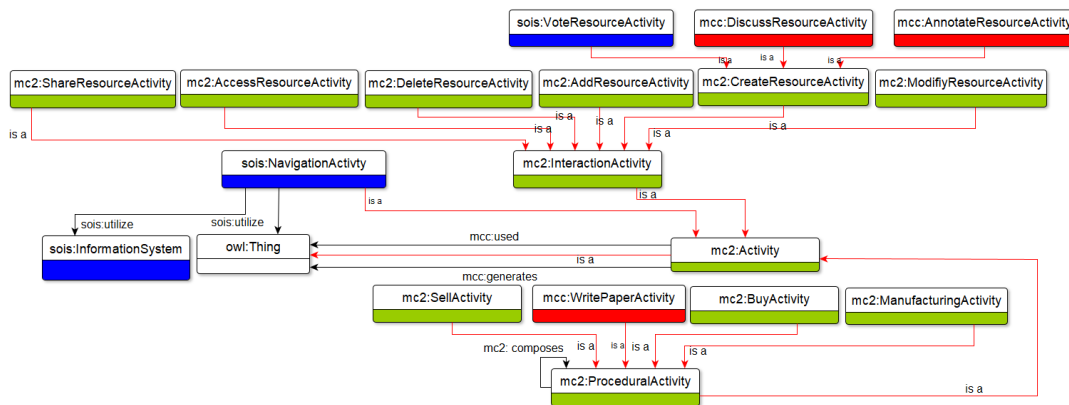 sois:VoteResourceActivity
mcc:DiscussResourceActivity
mcc:AnnotateResourceActivity
is a
is a
is a
mc2:ShareResourceActivity
mc2:AccessResourceActivity
mc2:DeleteResourceActivity
mc2:AddResourceActivity
mc2:CreateResourceActivity
mc2:ModifiyResourceActivity
is a
is a
is a
is a
is a
is a
sois:NavigationActivty
mc2:InteractionActivity
is a
is a
sois:utilize
sois:utilize
sois:InformationSystem
owl:Thing
mcc:used
mc2:Activity
is a
mcc:generates
mc2:SellActivity
mcc:WritePaperActivity
mc2:BuyActivity
mc2:ManufacturingActivity
mc2: composes
is a
is a
is a
is a
mc2:ProceduralActivity
is a